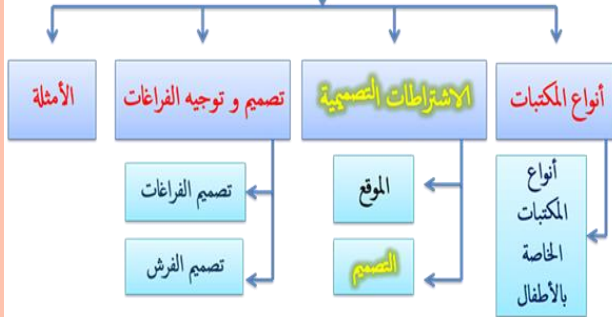 أنواع المكتبات
الاشتراطات التصميمية
تصميم و توجيه الفراغات
الأمثلة
أنواع
المكتبات
الخاصة
بالأطفال
الموقع
التصميم
تصميم الفراغات
تصميم الفرش